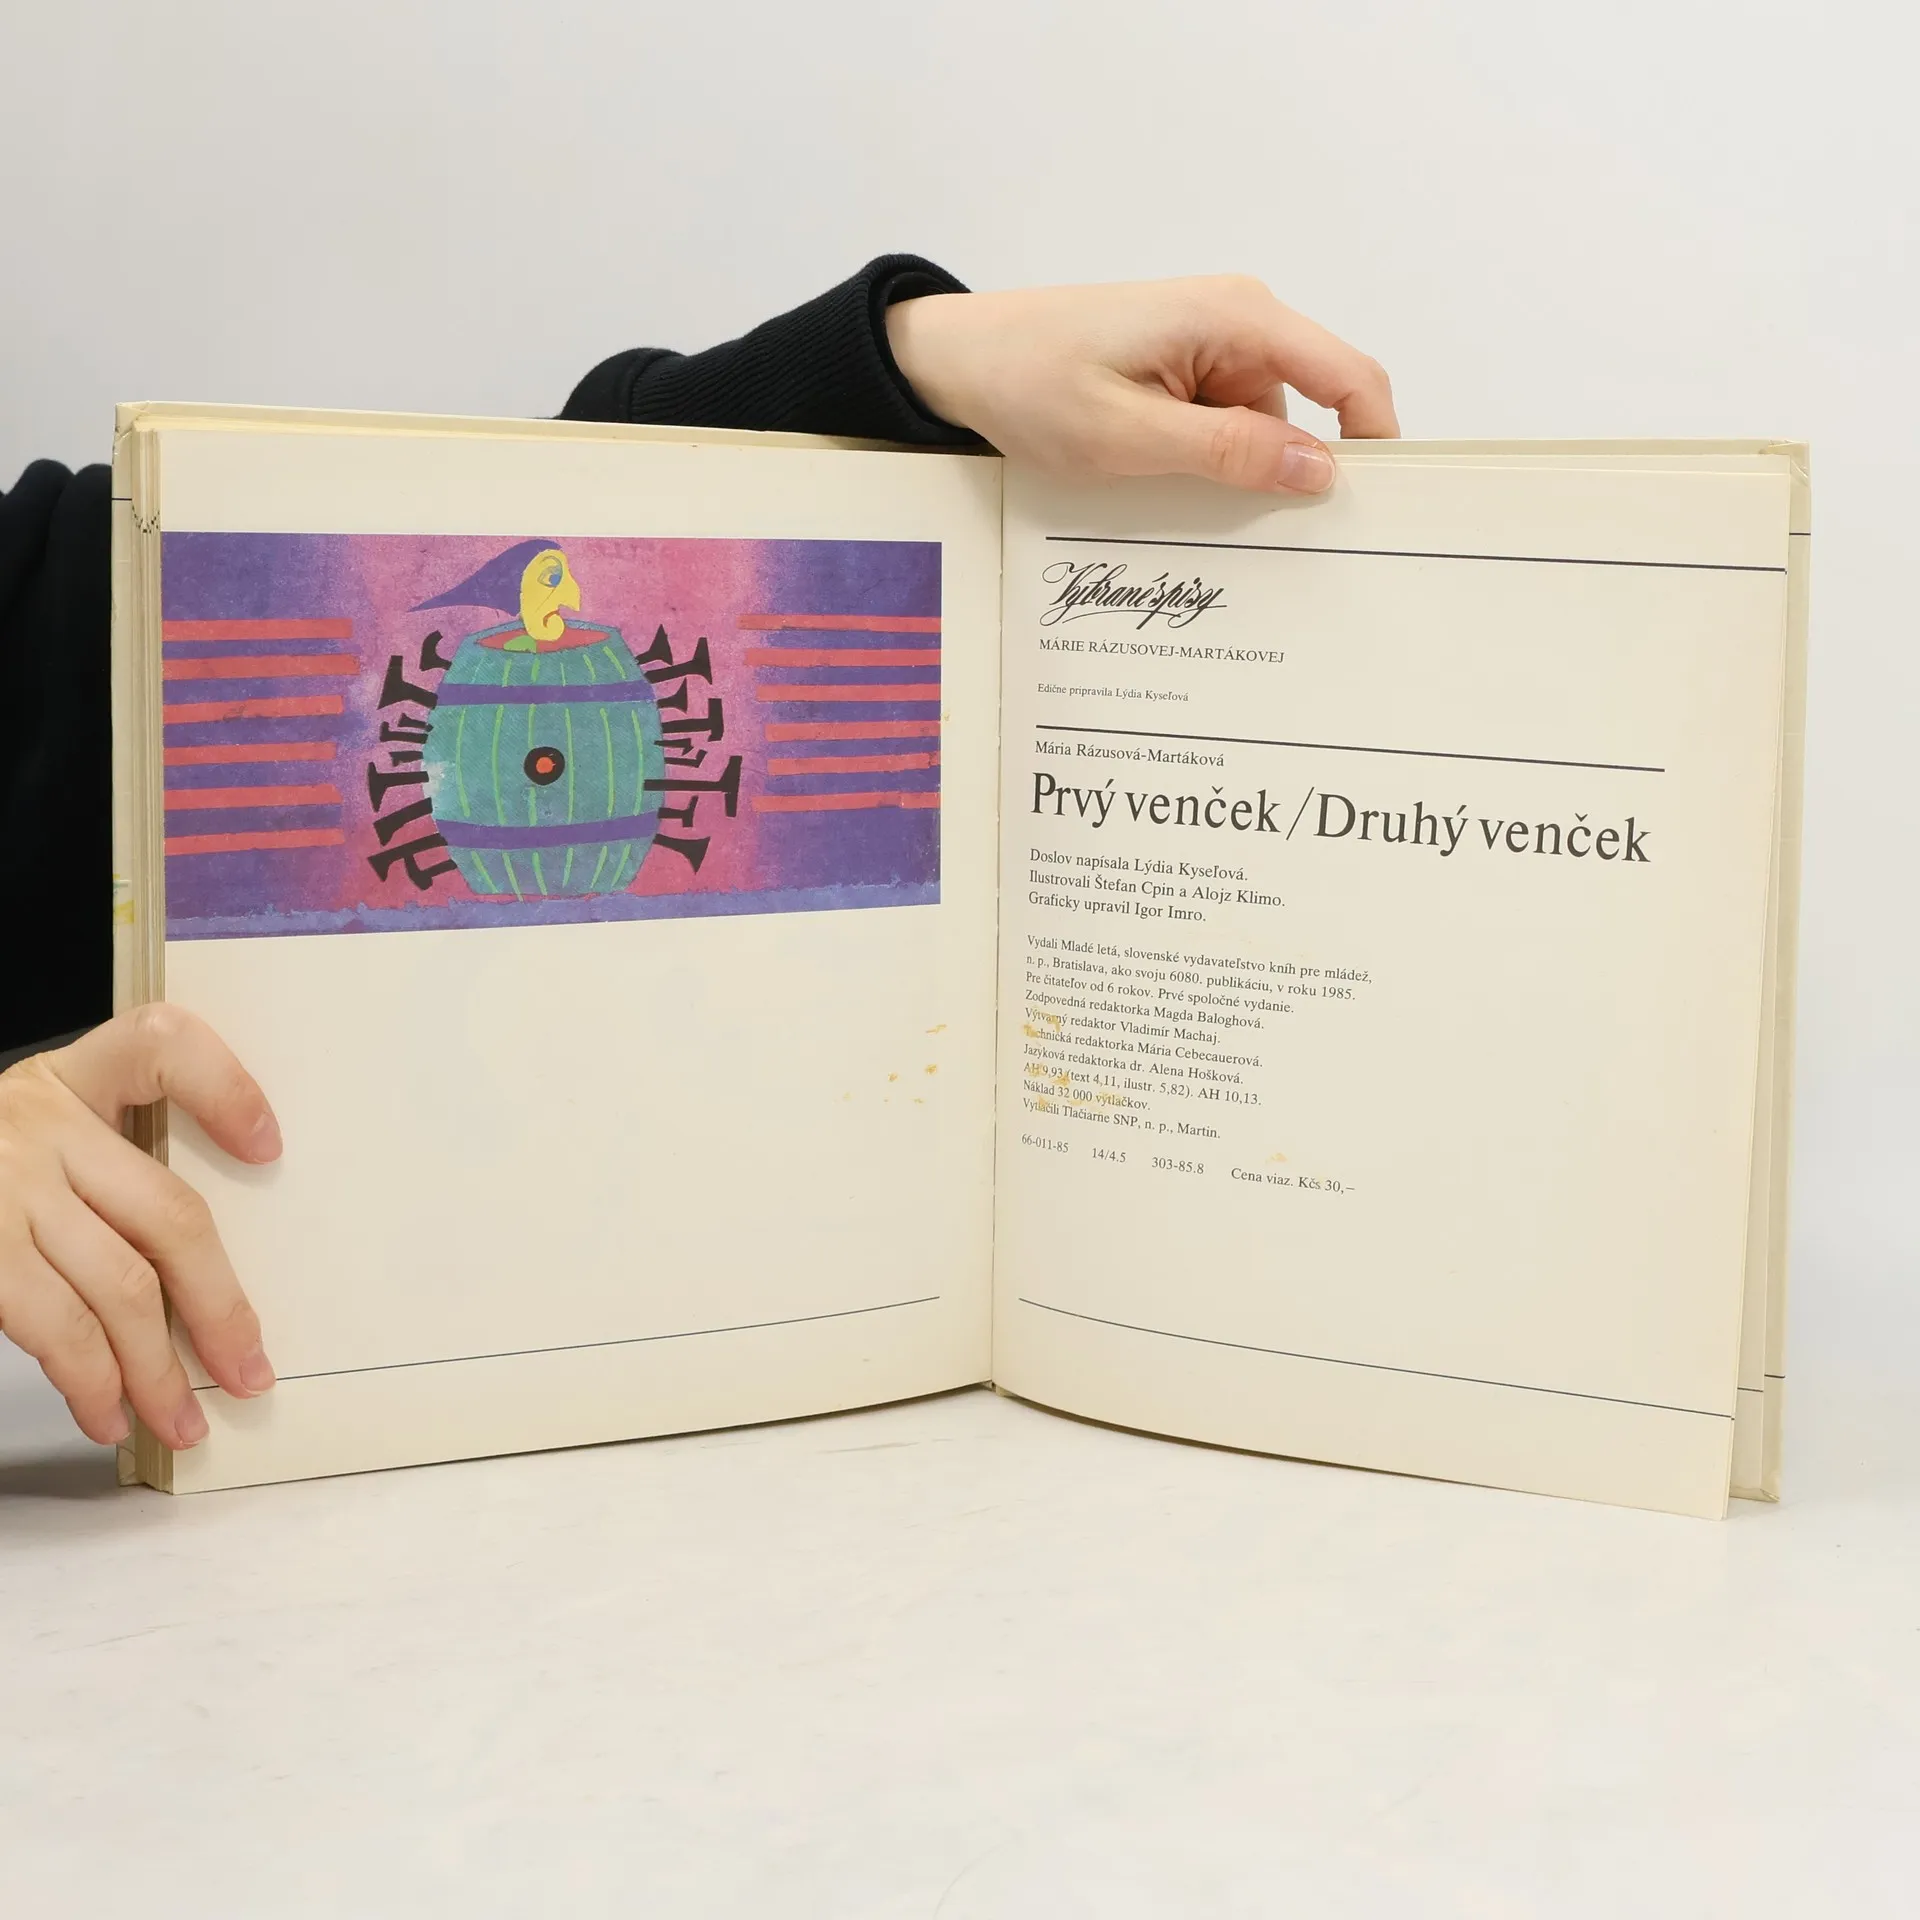 Vybrané spisy
MÁRIE RÁZUSOVEJ-MARTÁKOVEJ
Edične pripravila Lýdia Kyseľová
Mária Rázusová-Martáková
Prvý venček/Druhý venček
Doslov napísala Lýdia Kyseľová.
Ilustrovali Štefan Cpin a Alojz Klimo.
Graficky upravil Igor Imro.
Vydali Mladé letá, slovenské vydavateľstvo kníh pre mládež,
n. p., Bratislava, ako svoju 6080. publikáciu, v roku 1985.
Pre čitateľov od 6 rokov. Prvé spoločné vydanie.
Zodpovedná redaktorka Magda Baloghová.
Výtvarný redaktor Vladimír Machaj.
Technická redaktorka Mária Cebecauerová.
Jazyková redaktorka dr. Alena Hošková.
AH 9,93 (text 4,11, ilustr. 5,82). AH 10,13.
Náklad 32 000 výtlačkov.
Vytlačili Tlačiarne SNP, n. p., Martin.
66-011-85 14/4.5 303-85.8 Cena viaz. Kčs 30,–